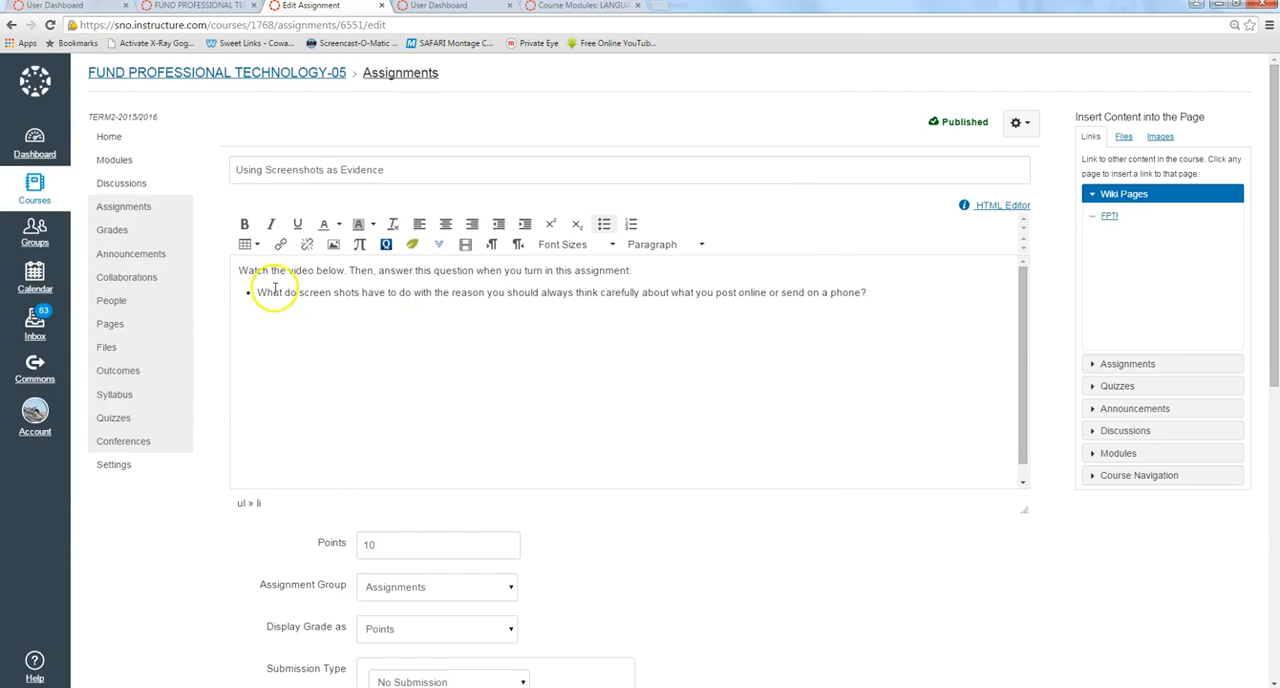 User Dashboard
FUND PROFESSIONAL TECH
Edit Assignment
User Dashboard
Course Modules: LANGU
https://sno.instructure.com/courses/1768/assignments/6551/edit
Apps
Bookmarks
Activate X-Ray Gog...
Sweet Links - Cowa...
Screencast-O-Matic ...
SAFARI Montage C...
Private Eye
Free Online YouTub...
FUND PROFESSIONAL TECHNOLOGY-05 > Assignments
TERM2-2015/2016
Home
Modules
Discussions
Assignments
Grades
Announcements
Collaborations
People
Pages
Files
Outcomes
Syllabus
Quizzes
Conferences
Settings
Dashboard
Courses
Groups
Calendar
63
Inbox
Commons
Account
Help
Published
Using Screenshots as Evidence
HTML Editor
Font Sizes
Paragraph
Watch the video below. Then, answer this question when you turn in this assignment:
• What do screen shots have to do with the reason you should always think carefully about what you post online or send on a phone?
ul » li
Points 10
Assignment Group Assignments
Display Grade as Points
Submission Type
No Submission
Insert Content into the Page
Links Files Images
Link to other content in the course. Click any
page to insert a link to that page.
Wiki Pages
FPTI
Assignments
Quizzes
Announcements
Discussions
Modules
Course Navigation